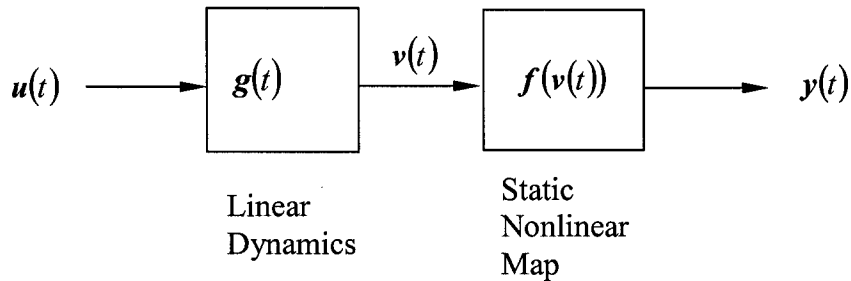 u(t)
g(t)
v(t)
f(v(t))
y(t)
Linear
Dynamics
Static
Nonlinear
Map